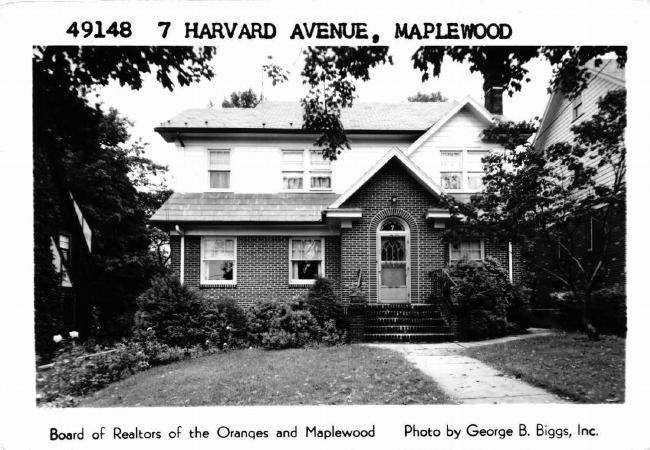 49148 7 HARVARD AVENUE, MAPLEWOOD
Board of Realtors of the Oranges and Maplewood Photo by George B. Biggs, Inc.